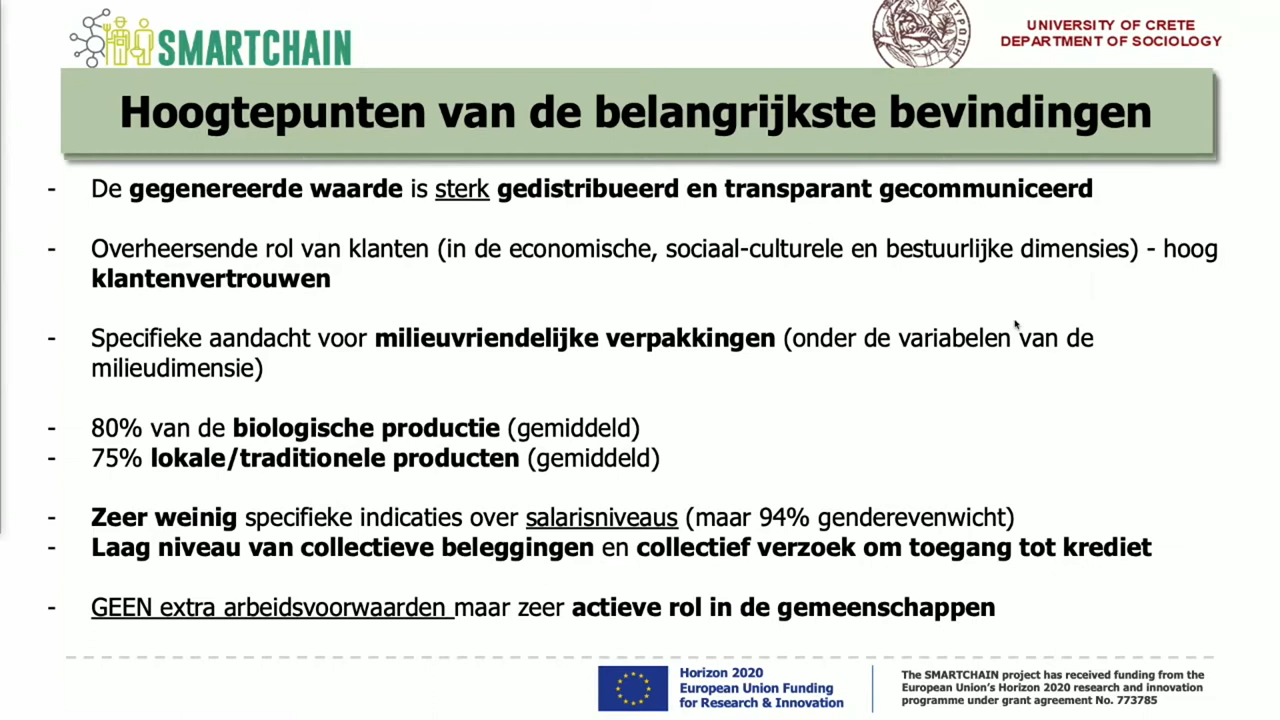 SMARTCHAIN
UNIVERSITY OF CRETE
DEPARTMENT OF SOCIOLOGY
Hoogtepunten van de belangrijkste bevindingen
- De gegenereerde waarde is sterk gedistribueerd en transparant gecommuniceerd
- Overheersende rol van klanten (in de economische, sociaal-culturele en bestuurlijke dimensies) - hoog
klantenvertrouwen
- Specifieke aandacht voor milieuvriendelijke verpakkingen (onder de variabelen van de
milieudimensie)
- 80% van de biologische productie (gemiddeld)
- 75% lokale/traditionele producten (gemiddeld)
- Zeer weinig specifieke indicaties over salarisniveaus (maar 94% genderevenwicht)
- Laag niveau van collectieve beleggingen en collectief verzoek om toegang tot krediet
- GEEN extra arbeidsvoorwaarden maar zeer actieve rol in de gemeenschappen
Horizon 2020
European Union Funding
for Research & Innovation
The SMARTCHAIN project has received funding from the
European Union's Horizon 2020 research and innovation
programme under grant agreement No. 773785